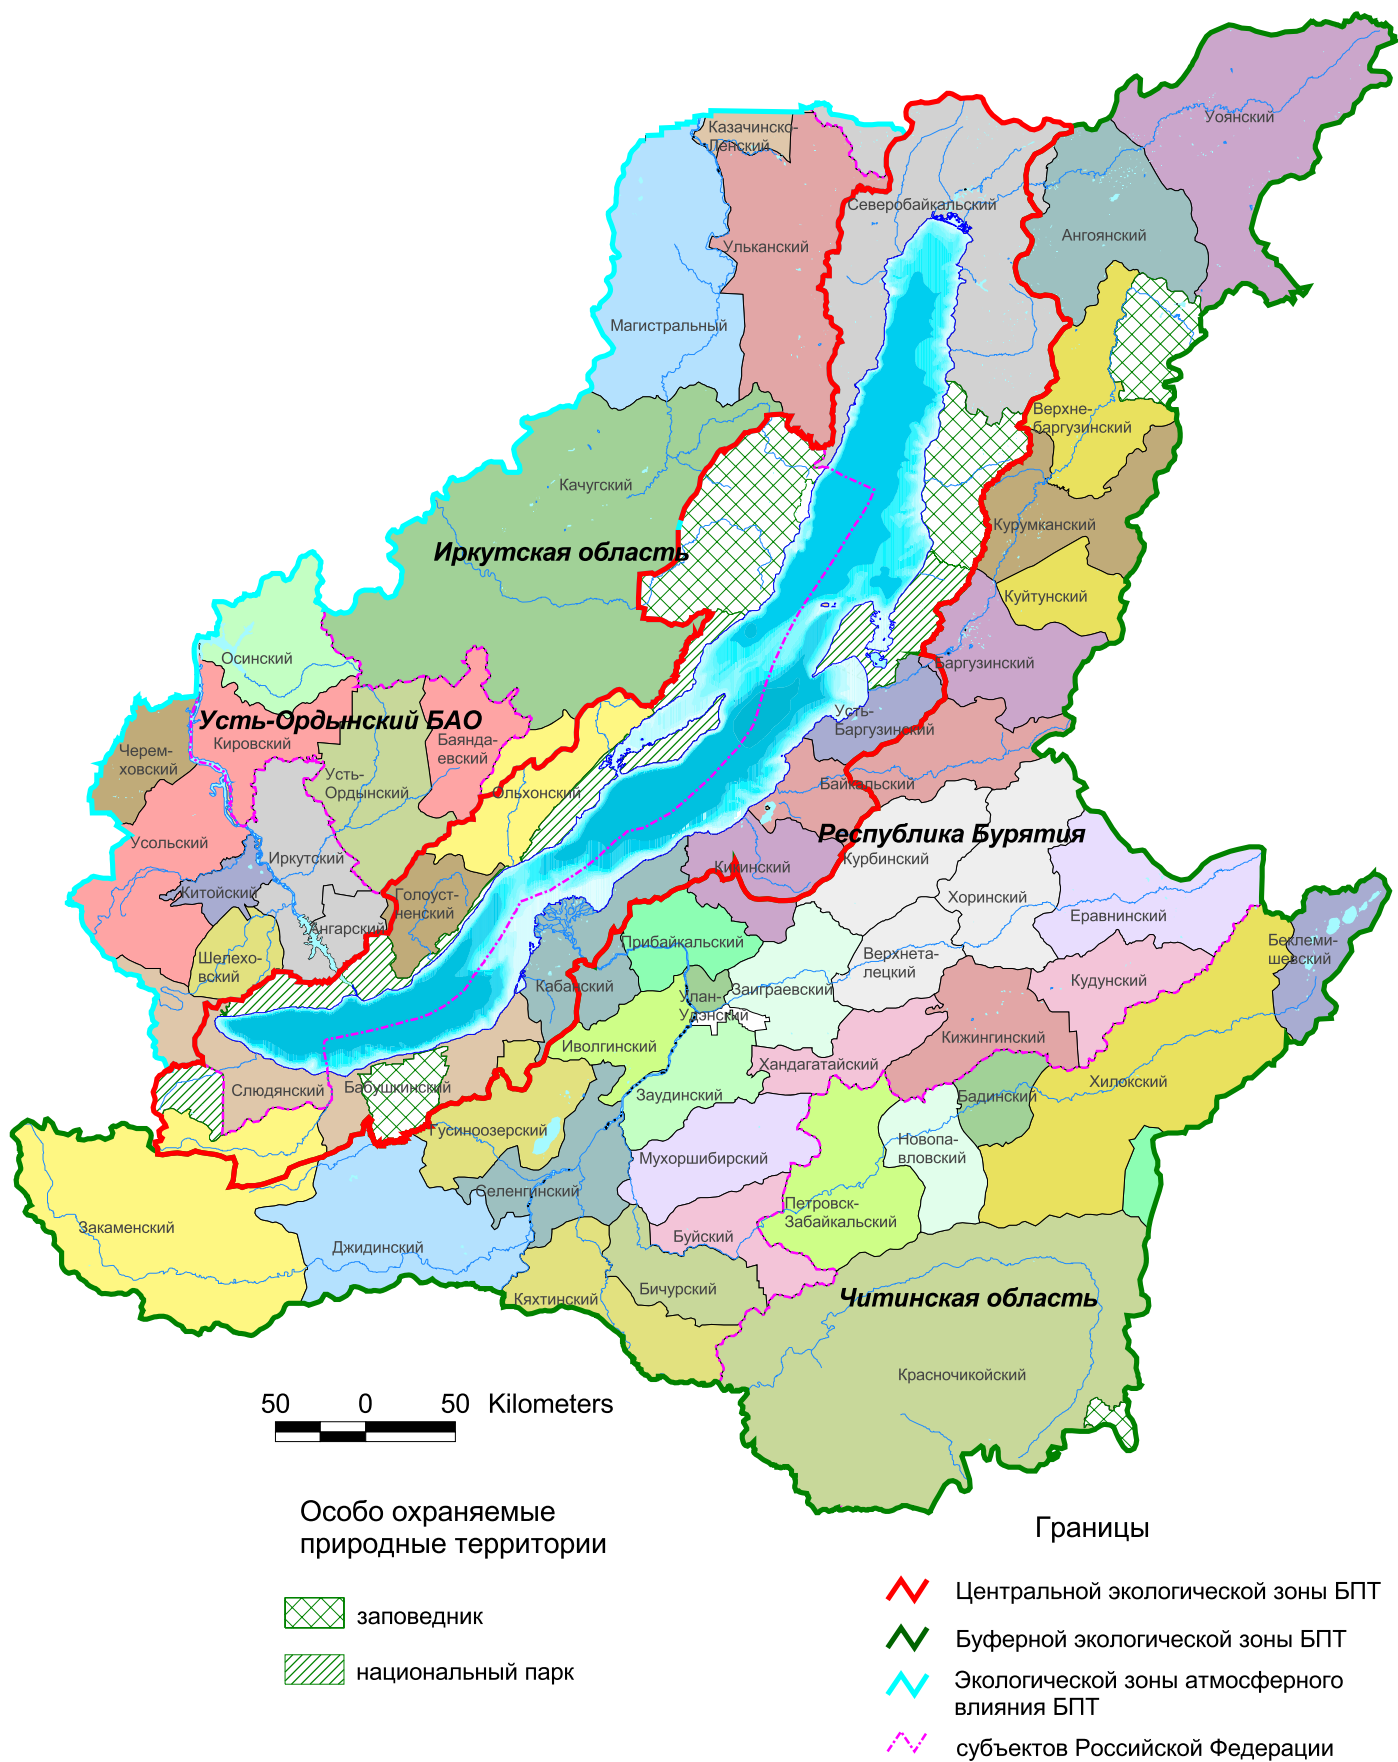 Уоянский
Казачинско-
Ленский
Северобайкальский
Ангоянский
Ульканский
Магистральный
Верхне-
баргузинский
Качугский
Курумканский
Иркутская область
Куйтунский
Осинский
Баргузинский
Усть-Ордынский БАО
Усть-
Баргузинский
Черем-
ховский
Кировский
Баянда-
евский
Усть-
Ордынский
Ольхонский
Байкальский
Республика Бурятия
Усольский
Иркутский
Кикинский
Курбинский
Китойский
Голоуст-
ченский
Хоринский
Ангарский
Еравнинский
Прибайкальский
Верхнета-
лецкий
Беклеми-
шевский
Шелехо-
вский
Кабанский
Улан-
Удэнский
Заиграевский
Кудунский
Иволгинский
Хандагатайский
Кижингинский
Слюдянский
Бабушкинский
Заудинский
Бадинский
Хилокский
Гусиноозерский
Мухоршибирский
Новопа-
вловский
Селенгинский
Петровск-
Забайкальский
Закаменский
Джидинский
Буйский
Кяхтинский
Бичурский
Читинская область
Красночикойский
50 0 50 Kilometers
Особо охраняемые
природные территории
заповедник
национальный парк
Границы
Центральной экологической зоны БПТ
Буферной экологической зоны БПТ
Экологической зоны атмосферного
влияния БПТ
субъектов Российской Федерации